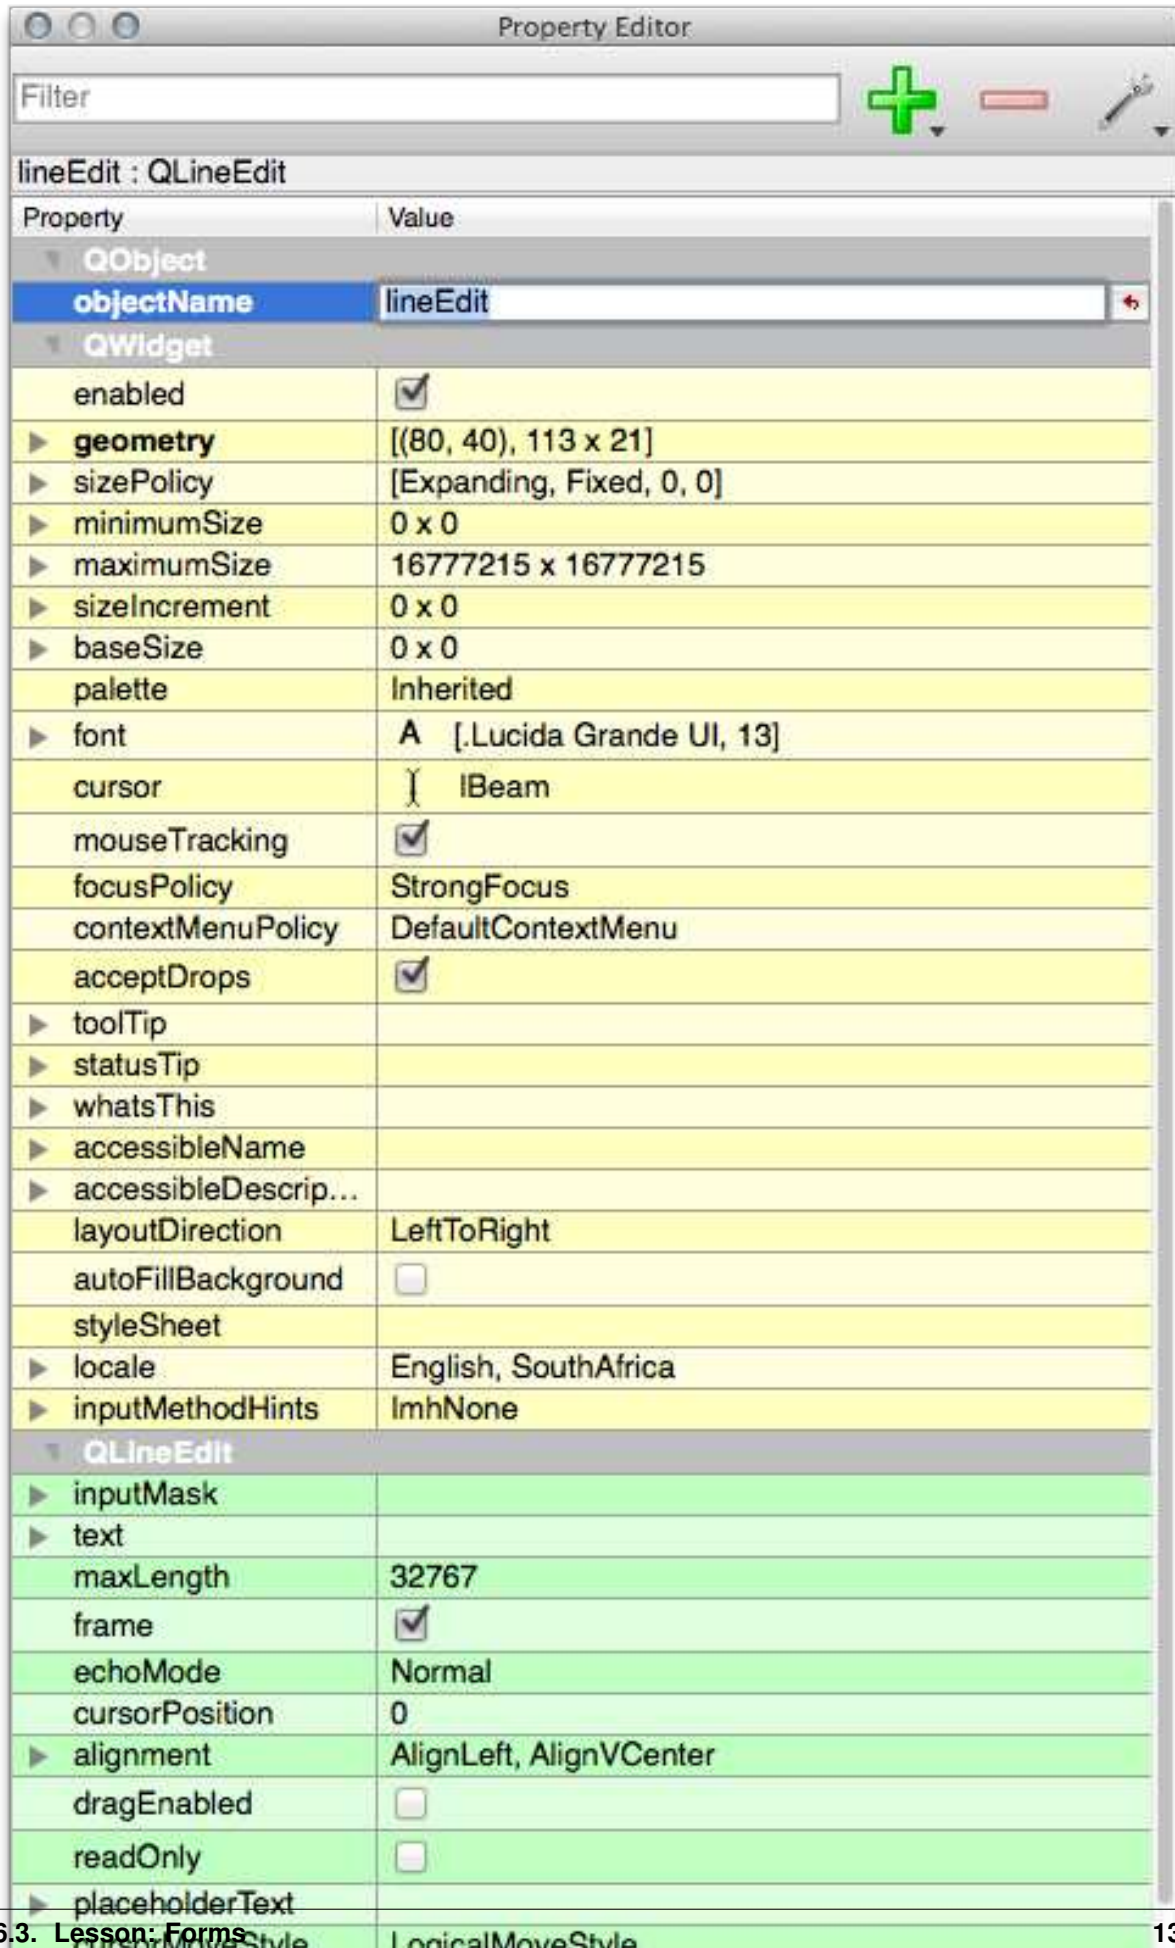 Property Editor
Filter
lineEdit : QLineEdit
Property Value
QObject
objectName lineEdit
QWidget
enabled
geometry [(80, 40), 113 x 21]
sizePolicy [Expanding, Fixed, 0, 0]
minimumSize 0 x 0
maximumSize 16777215 x 16777215
sizeIncrement 0 x 0
baseSize 0 x 0
palette Inherited
font A [.Lucida Grande UI, 13]
cursor IBeam
mouseTracking
focusPolicy StrongFocus
contextMenuPolicy DefaultContextMenu
acceptDrops
toolTip
statusTip
whatsThis
accessibleName
accessibleDescrip...
layoutDirection LeftToRight
autoFillBackground
styleSheet
locale English, SouthAfrica
inputMethodHints ImhNone
QLineEdit
inputMask
text
maxLength 32767
frame
echoMode Normal
cursorPosition 0
alignment AlignLeft, AlignVCenter
dragEnabled
readOnly
placeholderText
.3. Lesson: Forms 13
cursorMoveStyle LogicalMoveStyle